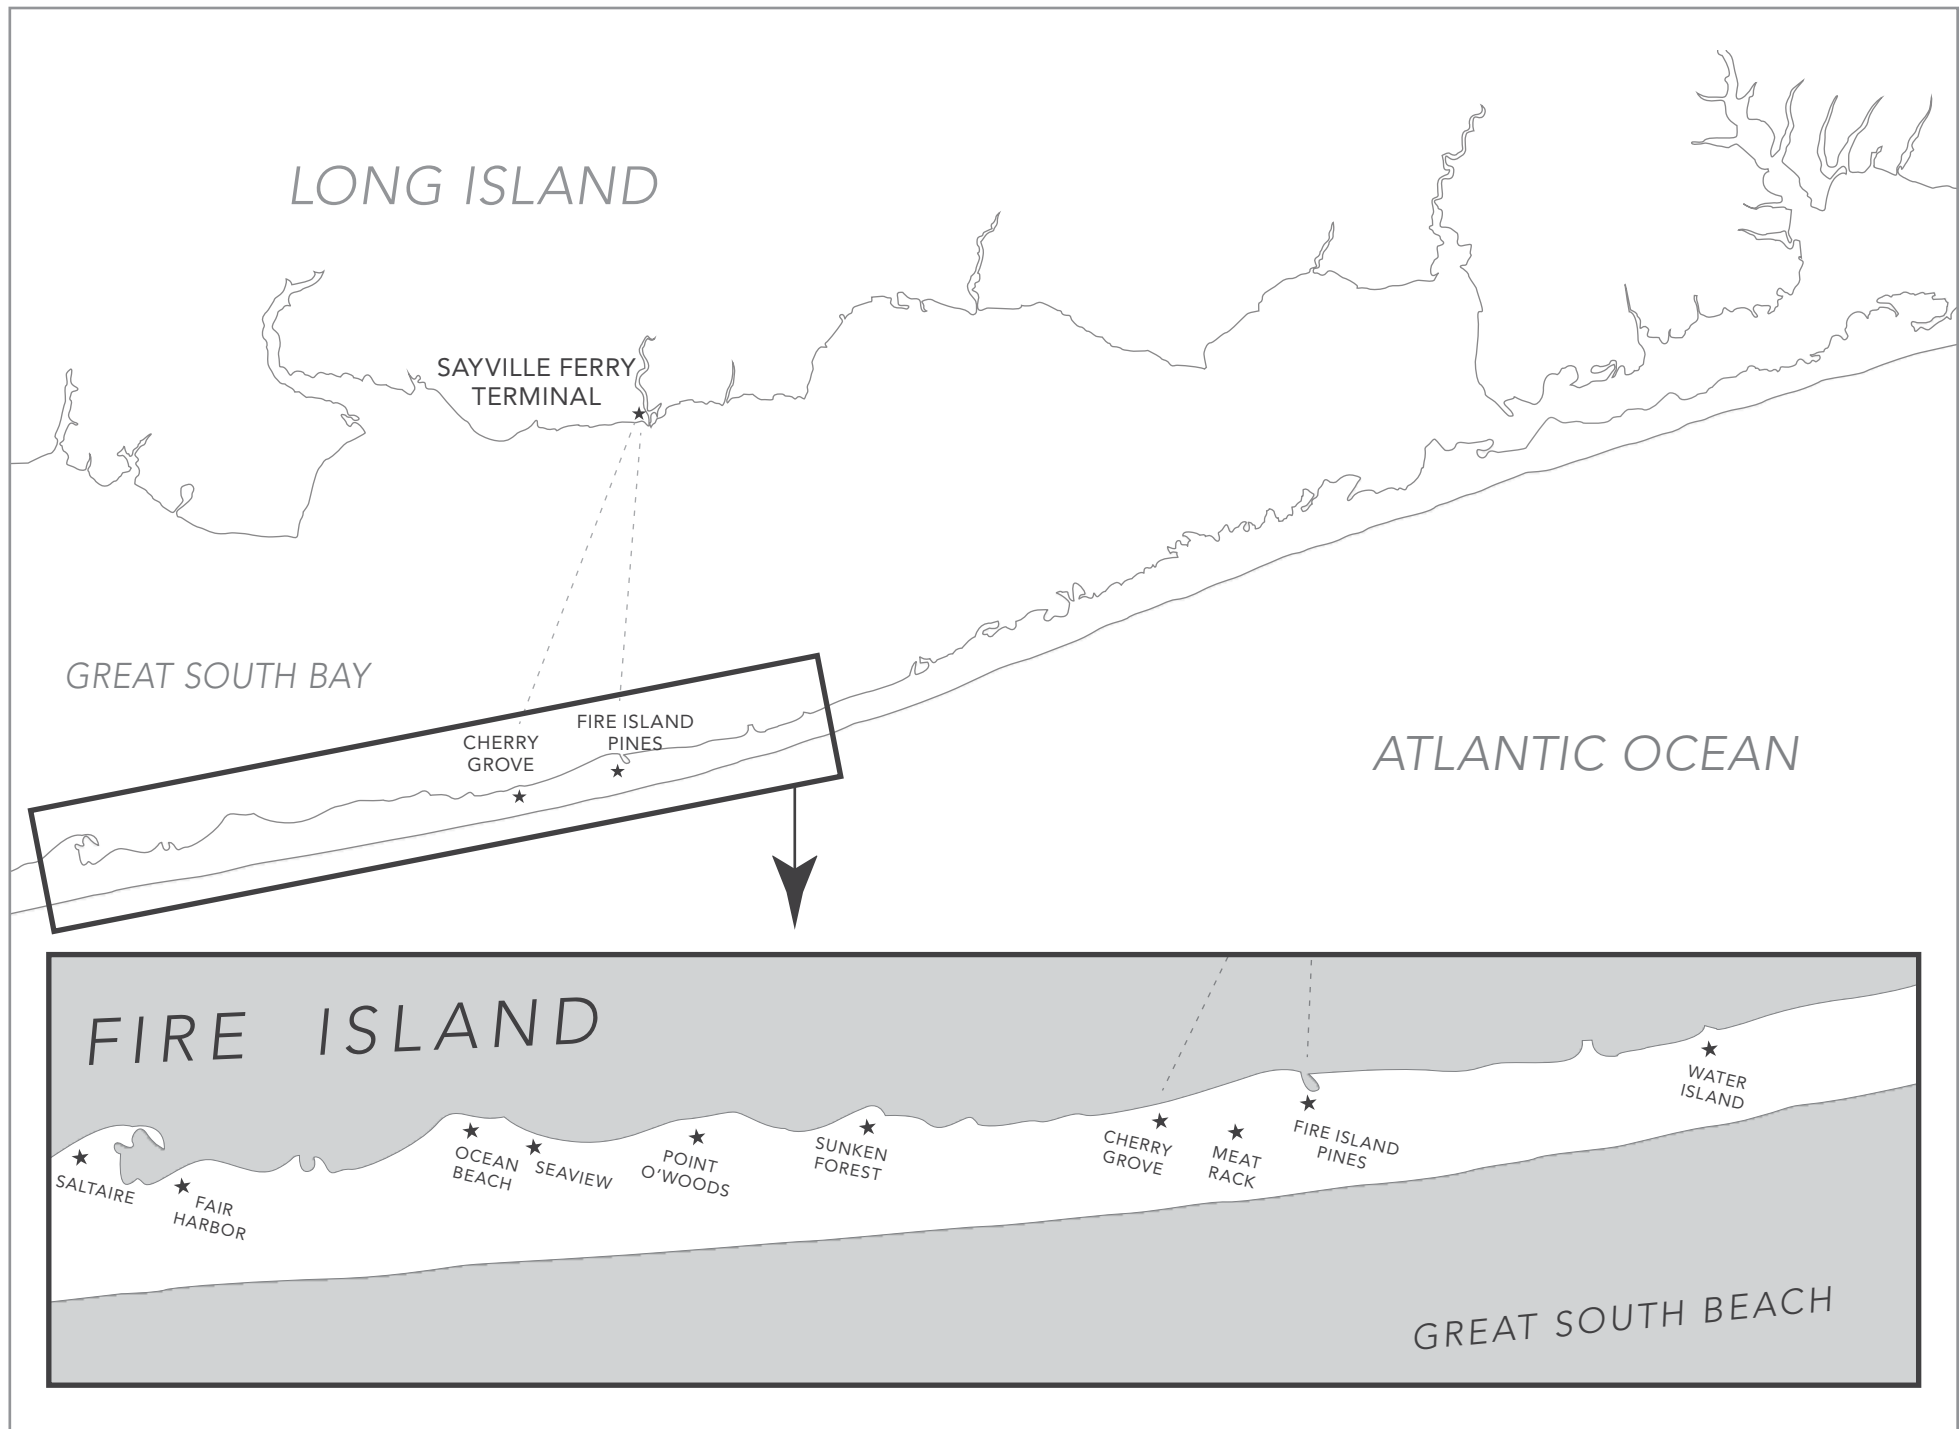 LONG ISLAND
SAYVILLE FERRY
TERMINAL
GREAT SOUTH BAY
FIRE ISLAND
PINES
CHERRY
GROVE
ATLANTIC OCEAN
FIRE ISLAND
SALTAIRE
FAIR
HARBOR
OCEAN
BEACH
SEAVIEW
POINT
O'WOODS
SUNKEN
FOREST
CHERRY
GROVE
MEAT
RACK
FIRE ISLAND
PINES
WATER
ISLAND
GREAT SOUTH BEACH